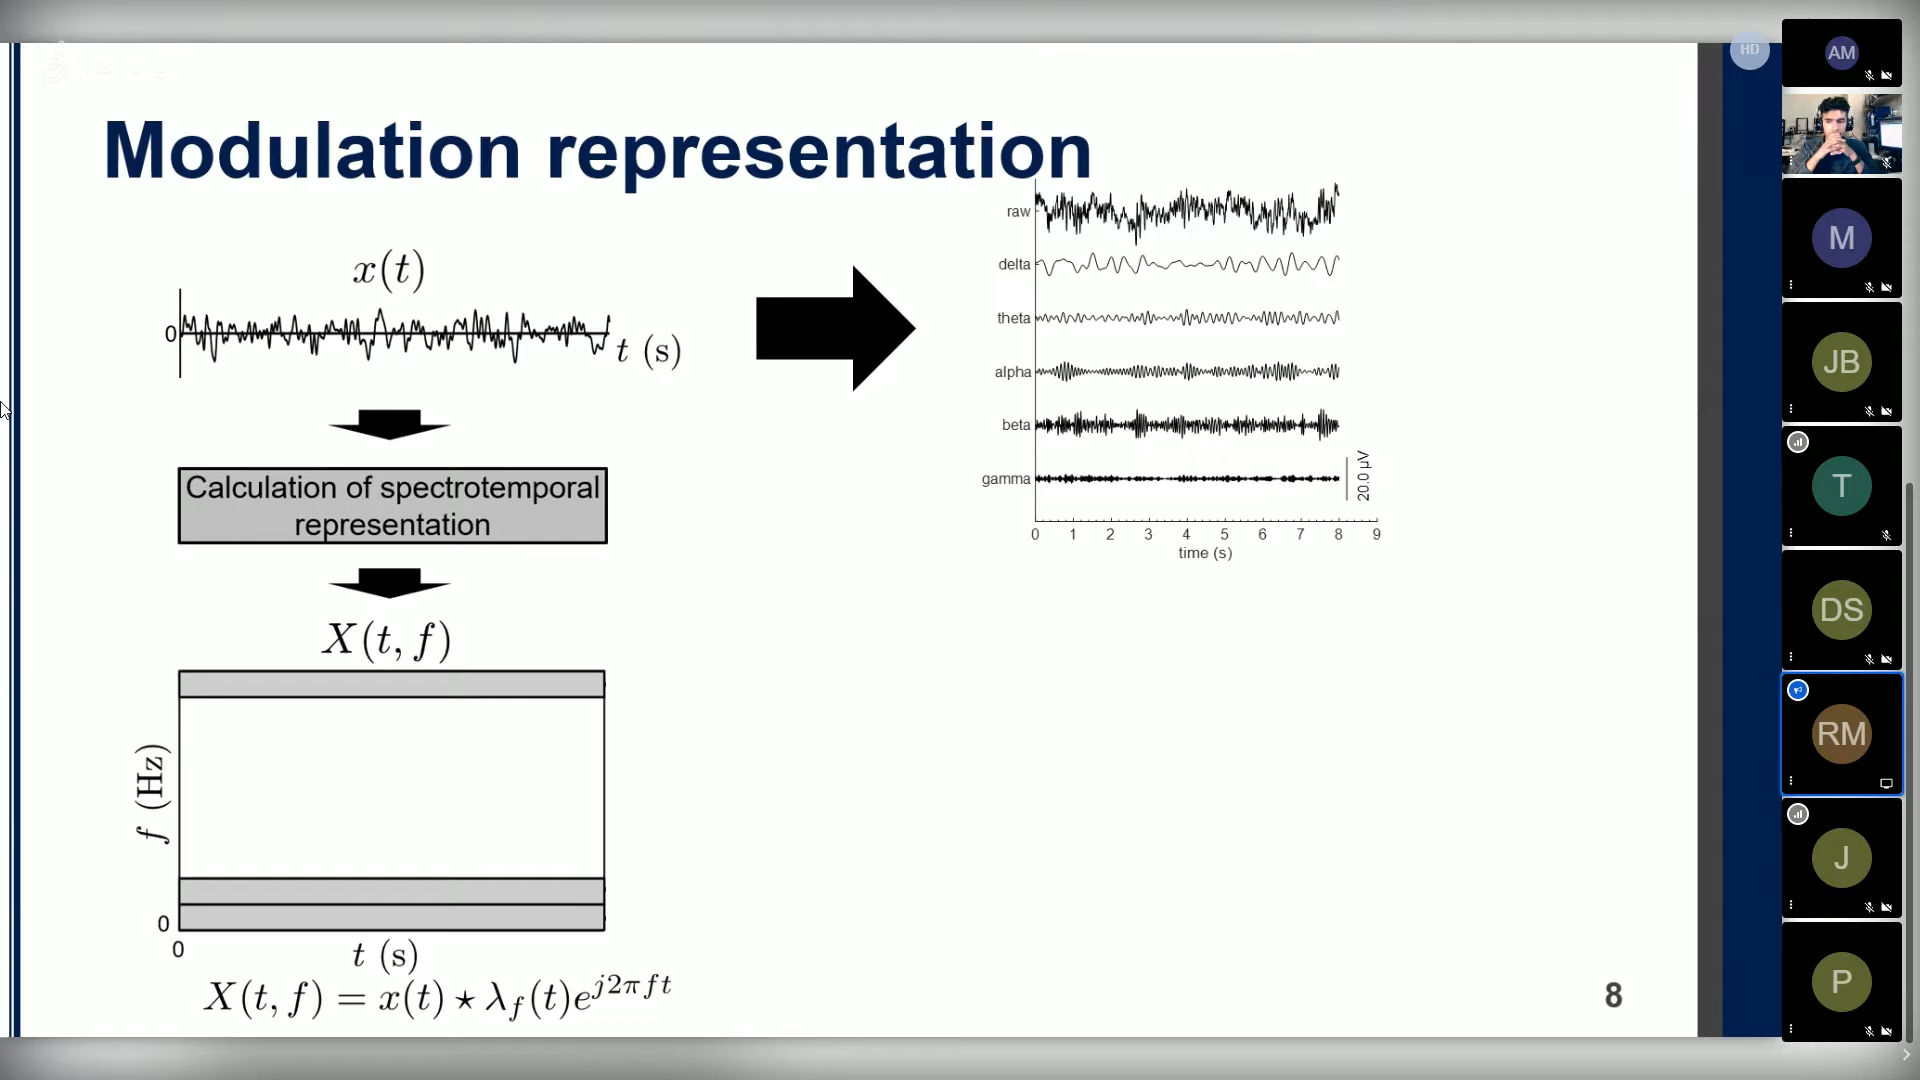 Modulation representation
x(t)
0
t (s)
Calculation of spectrotemporal
representation
X(t, f)
f (Hz)
0
0
t (s)
X(t, f) = x(t) ⋆ λ_f(t)e^{j2πft}
raw
delta
theta
alpha
beta
gamma
20.0 µV
0 1 2 3 4 5 6 7 8 9
time (s)
8
HD
AM
M
JB
T
DS
RM
J
P